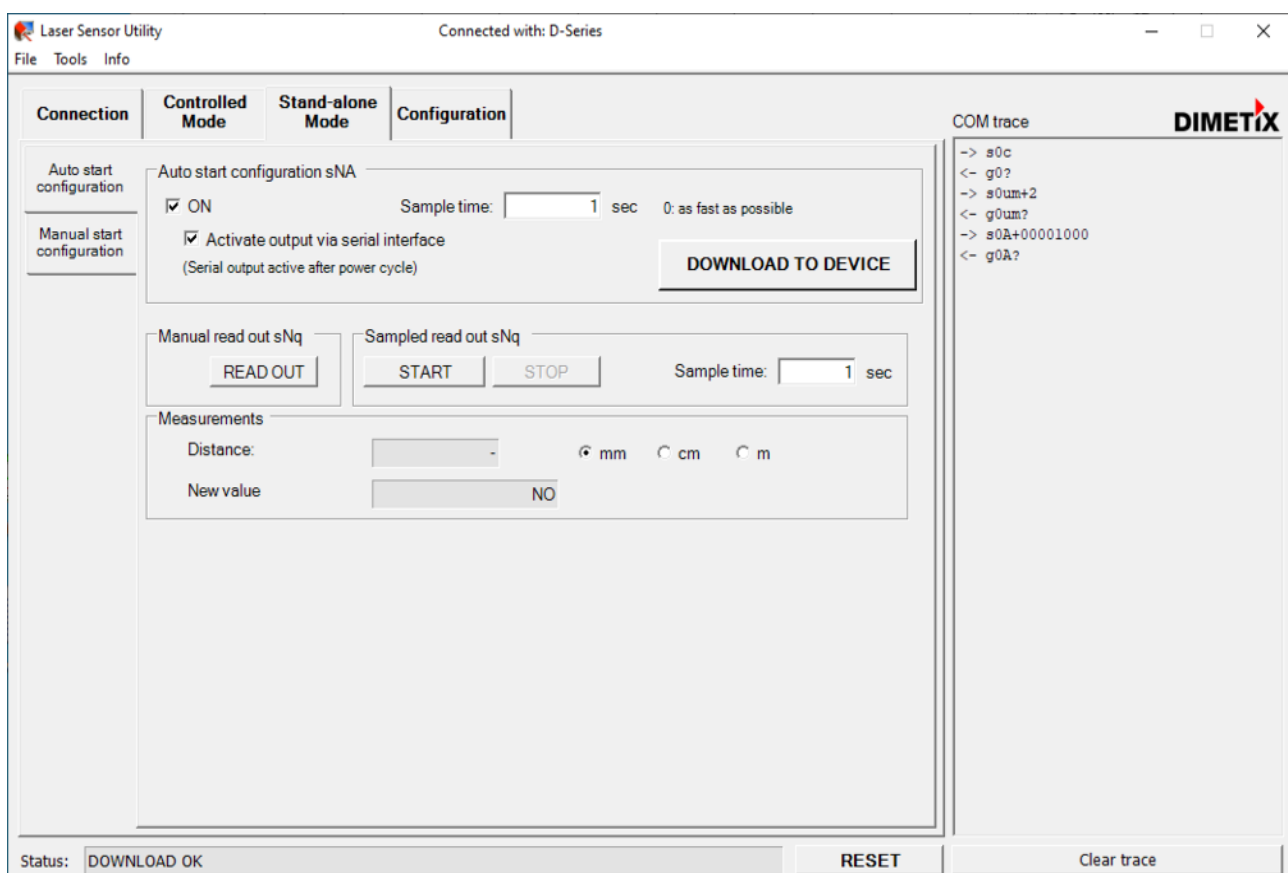 Laser Sensor Utility
Connected with: D-Series
File Tools Info
Connection
Controlled
Mode
Stand-alone
Mode
Configuration
COM trace
DIMETIX
Auto start
configuration
Manual start
configuration
Auto start configuration sNA
ON
Sample time: 1 sec 0: as fast as possible
Activate output via serial interface
(Serial output active after power cycle)
DOWNLOAD TO DEVICE
Manual read out sNq
READ OUT
Sampled read out sNq
START STOP Sample time: 1 sec
Measurements
Distance: - mm cm m
New value NO
-> s0c
<- g0?
-> s0um+2
<- g0um?
-> s0A+00001000
<- g0A?
Status: DOWNLOAD OK
RESET
Clear trace